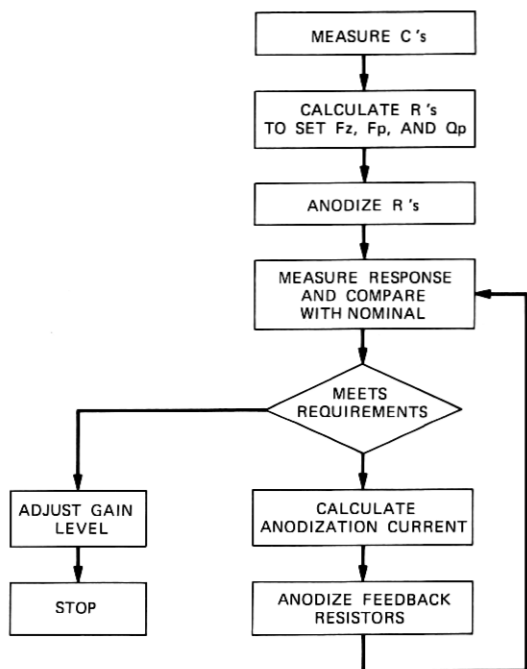 MEASURE C's
CALCULATE R's
TO SET Fz, Fp, AND Qp
ANODIZE R's
MEASURE RESPONSE
AND COMPARE
WITH NOMINAL
MEETS
REQUIREMENTS
ADJUST GAIN
LEVEL
STOP
CALCULATE
ANODIZATION CURRENT
ANODIZE FEEDBACK
RESISTORS